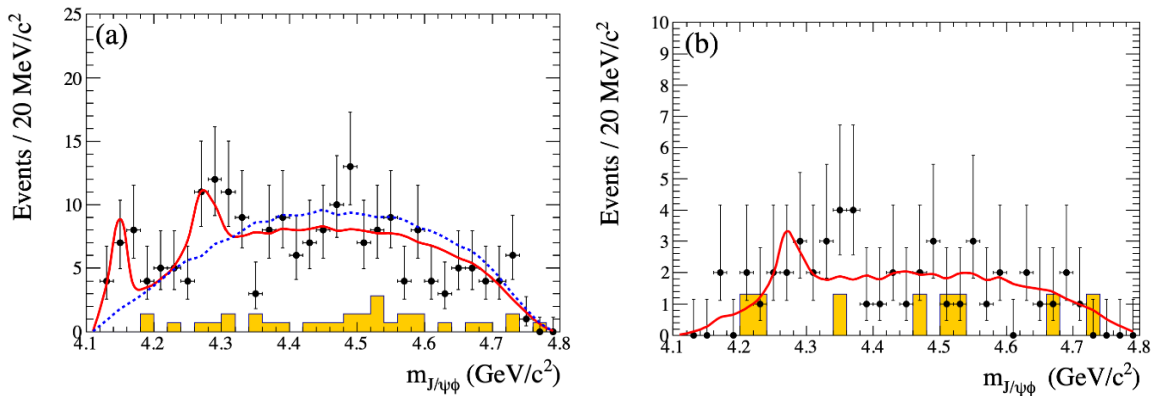 (a)
Events / 20 MeV/c²
25
20
15
10
5
0
4.1 4.2 4.3 4.4 4.5 4.6 4.7 4.8
m_{J/ψϕ} (GeV/c²)
(b)
Events / 20 MeV/c²
10
9
8
7
6
5
4
3
2
1
0
4.1 4.2 4.3 4.4 4.5 4.6 4.7 4.8
m_{J/ψϕ} (GeV/c²)